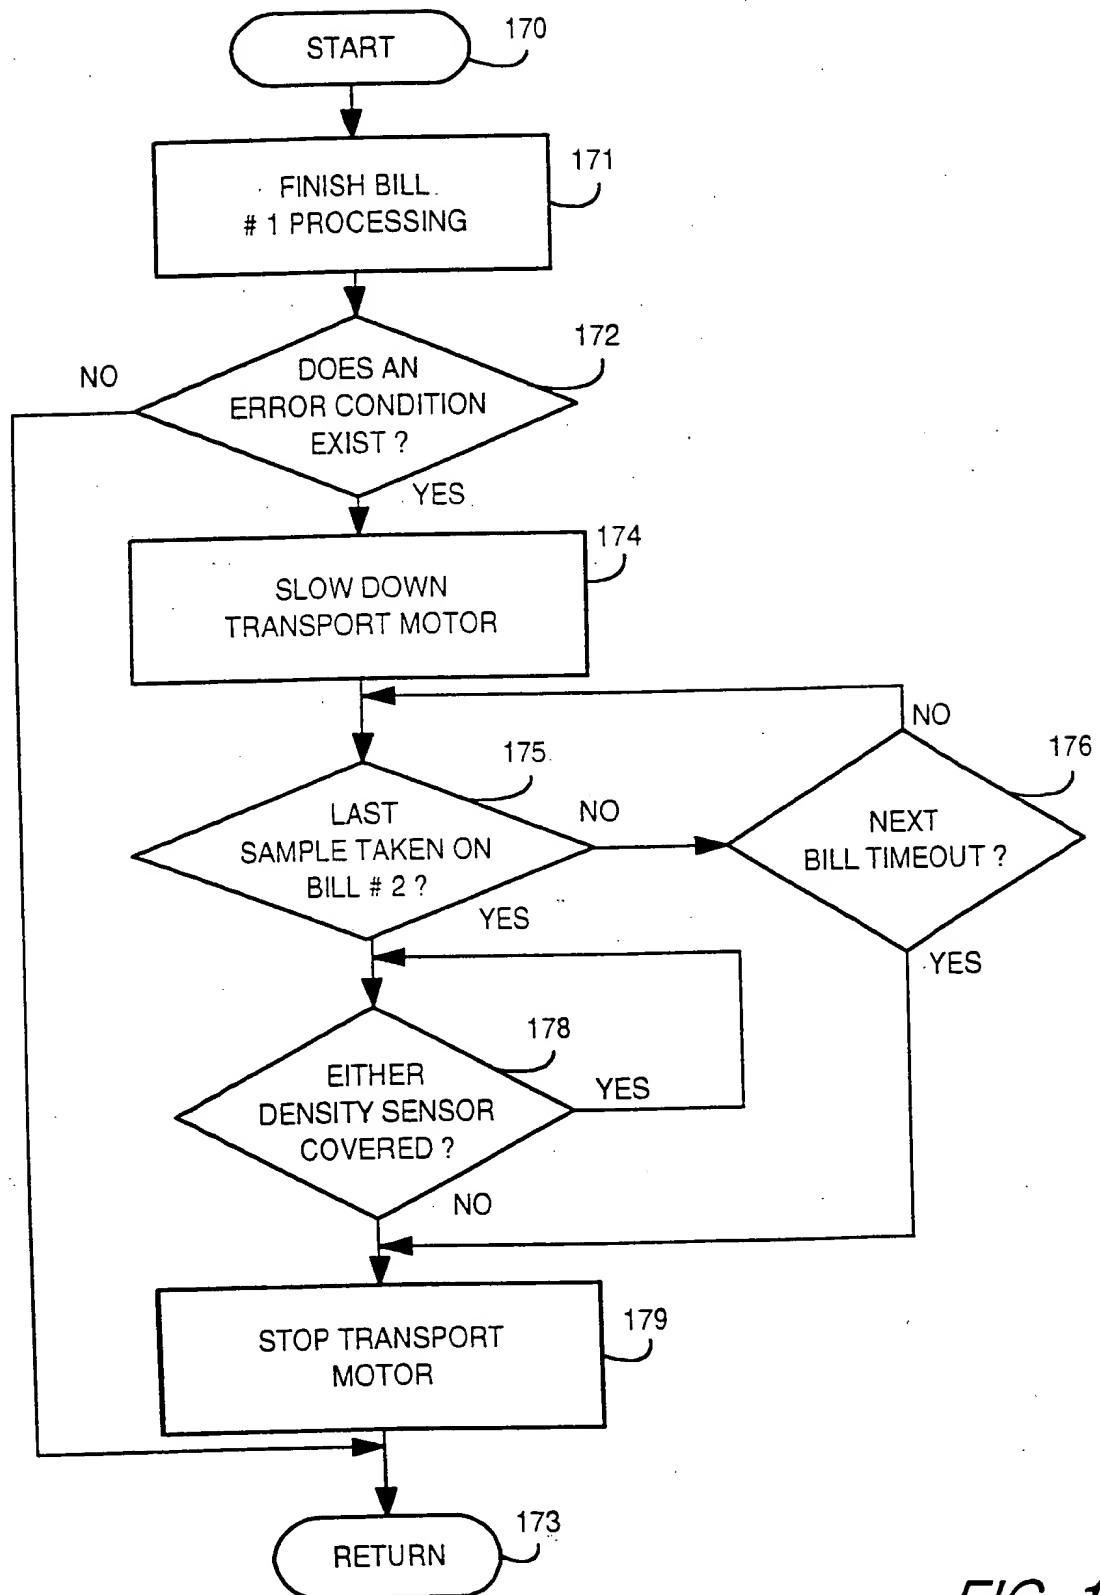 START
170
FINISH BILL
# 1 PROCESSING
171
DOES AN
ERROR CONDITION
EXIST ?
172
NO
YES
SLOW DOWN
TRANSPORT MOTOR
174
LAST
SAMPLE TAKEN ON
BILL # 2 ?
175
NO
YES
NEXT
BILL TIMEOUT ?
176
NO
YES
EITHER
DENSITY SENSOR
COVERED ?
178
YES
NO
STOP TRANSPORT
MOTOR
179
RETURN
173